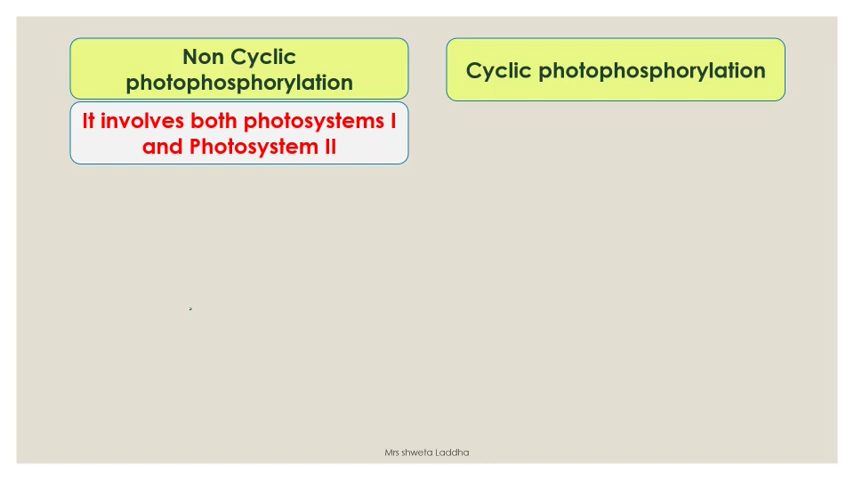 Non Cyclic
photophosphorylation
Cyclic photophosphorylation
It involves both photosystems I
and Photosystem II
Mrs shweta Laddha